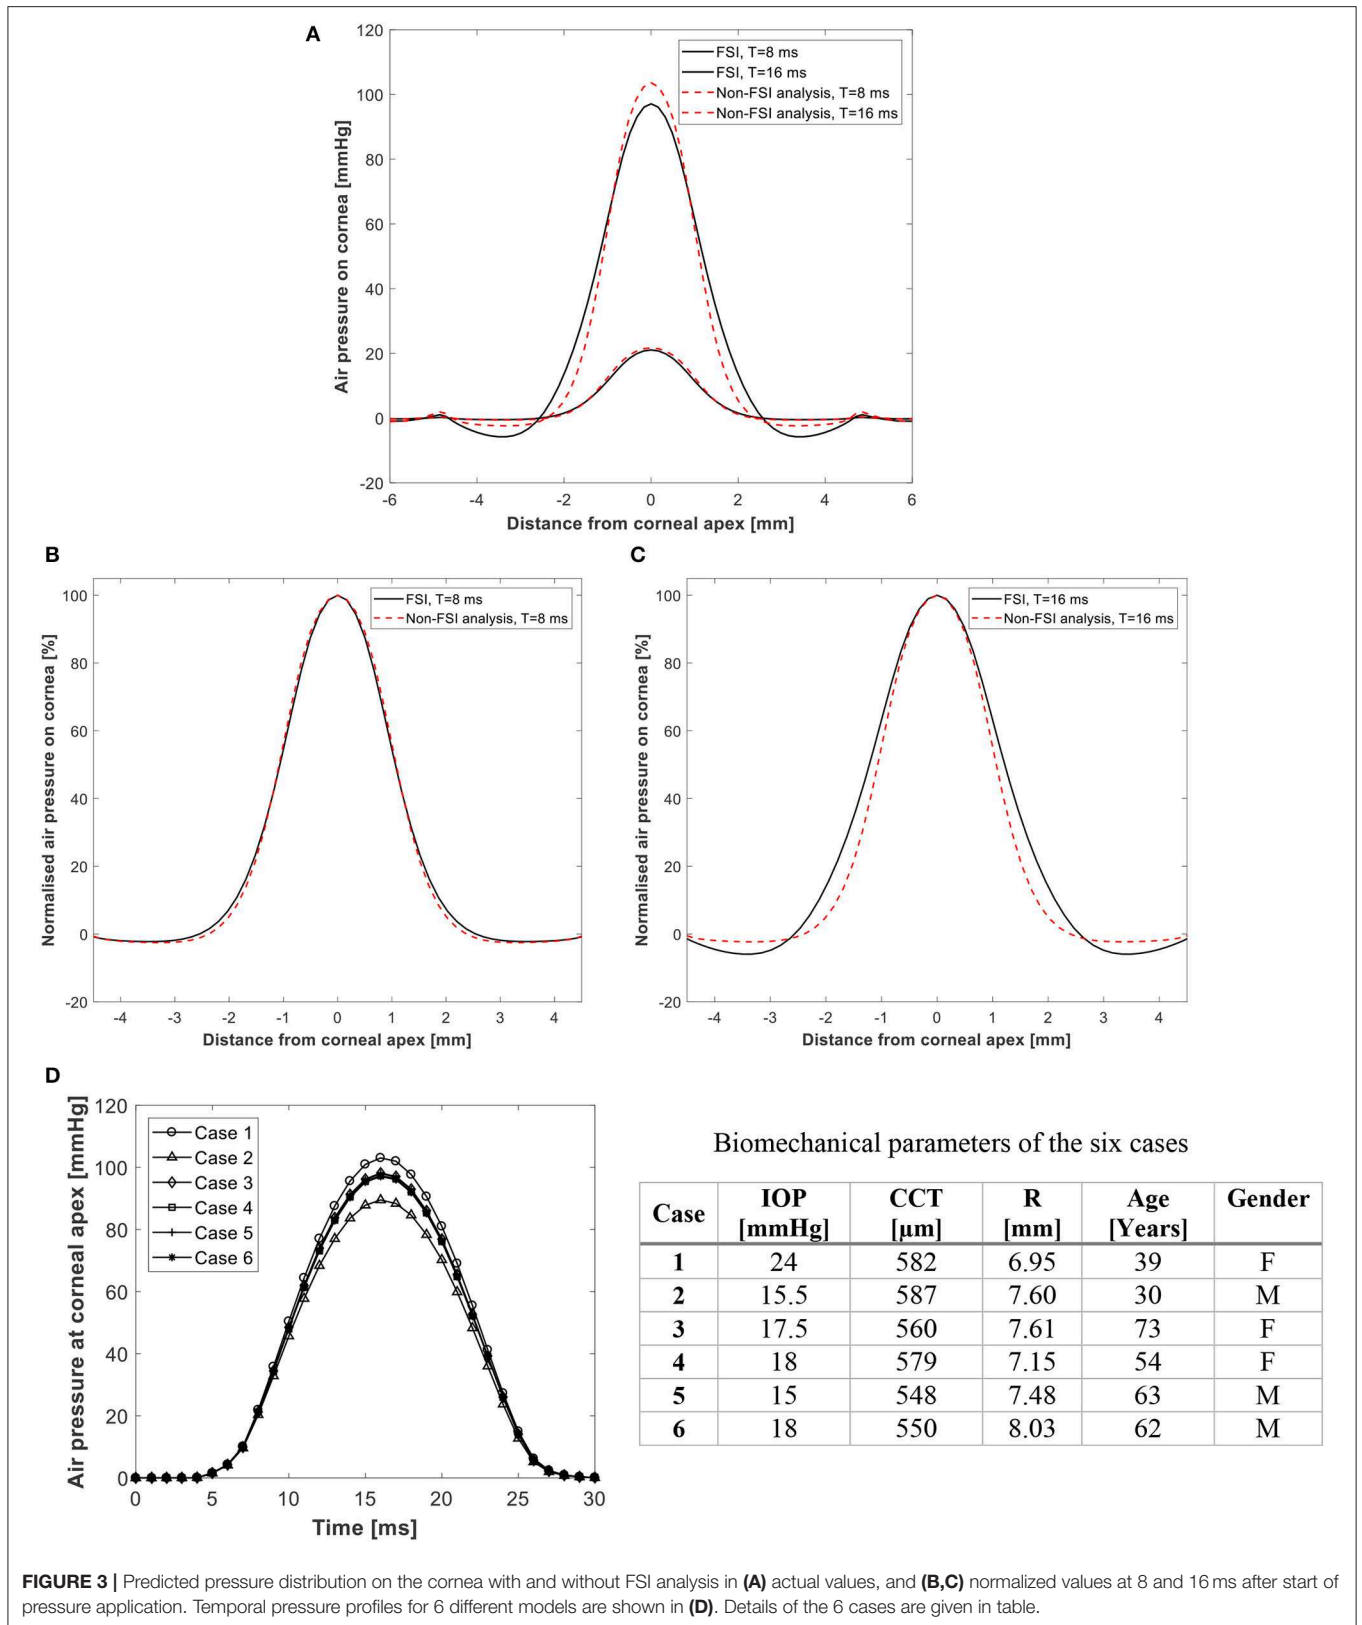 A
120
100
80
60
40
20
0
-20
Air pressure on cornea [mmHg]
FSI, T=8 ms
FSI, T=16 ms
Non-FSI analysis, T=8 ms
Non-FSI analysis, T=16 ms
-6 -4 -2 0 2 4 6
Distance from corneal apex [mm]
B
100
80
60
40
20
0
-20
Normalised air pressure on cornea [%]
FSI, T=8 ms
Non-FSI analysis, T=8 ms
-4 -3 -2 -1 0 1 2 3 4
Distance from corneal apex [mm]
C
100
80
60
40
20
0
-20
Normalised air pressure on cornea [%]
FSI, T=16 ms
Non-FSI analysis, T=16 ms
-4 -3 -2 -1 0 1 2 3 4
Distance from corneal apex [mm]
D
120
100
80
60
40
20
0
Air pressure at corneal apex [mmHg]
Case 1
Case 2
Case 3
Case 4
Case 5
Case 6
0 5 10 15 20 25 30
Time [ms]
Biomechanical parameters of the six cases
Case IOP [mmHg] CCT [µm] R [mm] Age [Years] Gender
1 24 582 6.95 39 F
2 15.5 587 7.60 30 M
3 17.5 560 7.61 73 F
4 18 579 7.15 54 F
5 15 548 7.48 63 M
6 18 550 8.03 62 M
FIGURE 3 | Predicted pressure distribution on the cornea with and without FSI analysis in (A) actual values, and (B,C) normalized values at 8 and 16 ms after start of
pressure application. Temporal pressure profiles for 6 different models are shown in (D). Details of the 6 cases are given in table.